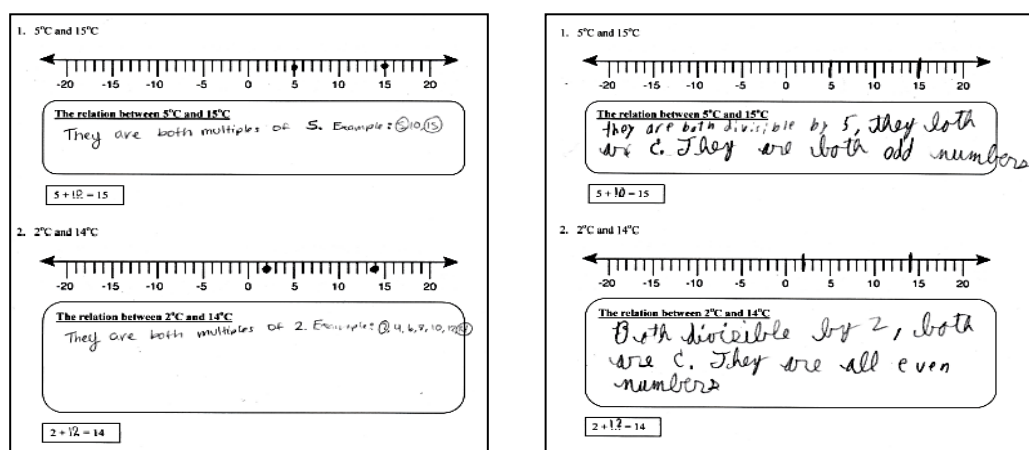 1. 5°C and 15°C
-20 -15 -10 -5 0 5 10 15 20
The relation between 5°C and 15°C
They are both multiples of 5. Example: 5 10, 15
5 + 10 = 15
2. 2°C and 14°C
-20 -15 -10 -5 0 5 10 15 20
The relation between 2°C and 14°C
They are both multiples of 2. Example: 2, 4, 6, 8, 10, 12, 14
2 + 12 = 14
1. 5°C and 15°C
-20 -15 -10 -5 0 5 10 15 20
The relation between 5°C and 15°C
they are both divisible by 5, they both
are C. They are both odd numbers
5 + 10 = 15
2. 2°C and 14°C
-20 -15 -10 -5 0 5 10 15 20
The relation between 2°C and 14°C
Both divisible by 2, both
are C. They are all even
numbers
2 + 12 = 14